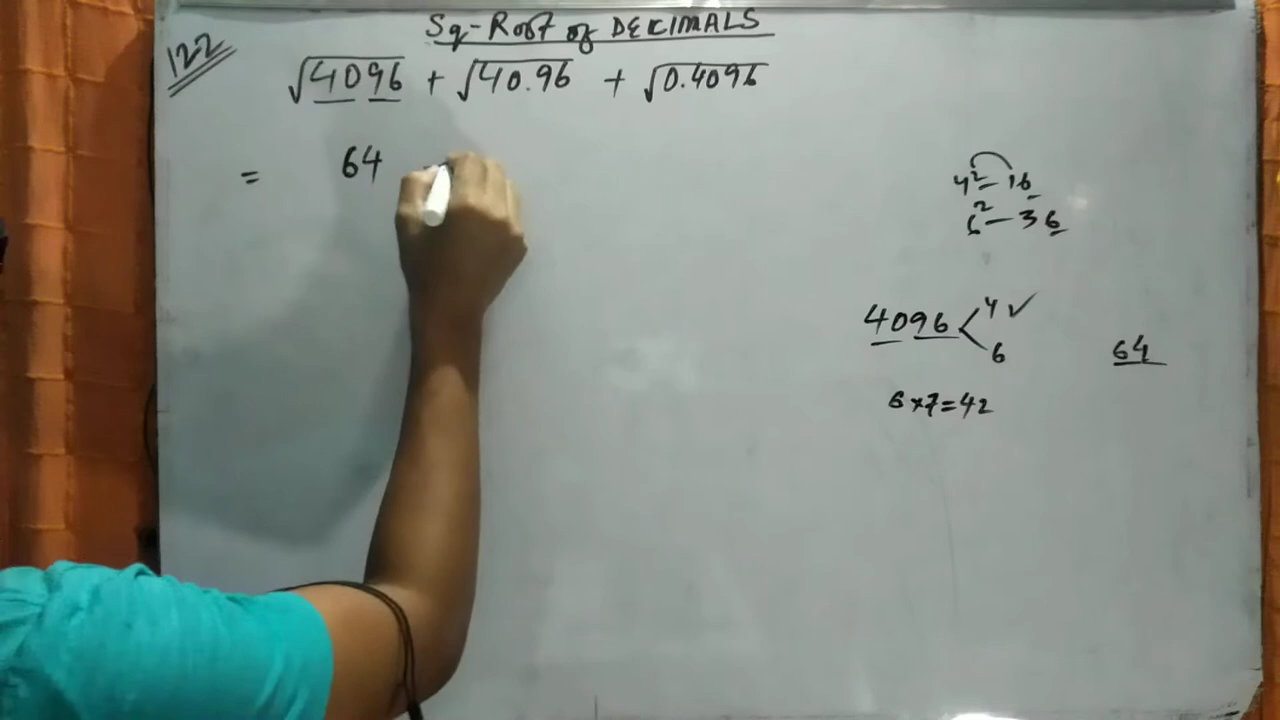 Sq-Root of DECIMALS
122
√4096 + √40.96 + √0.4096
= 64
4² – 16
6² – 36
4096 < 4 ✓
6
64
6×7=42